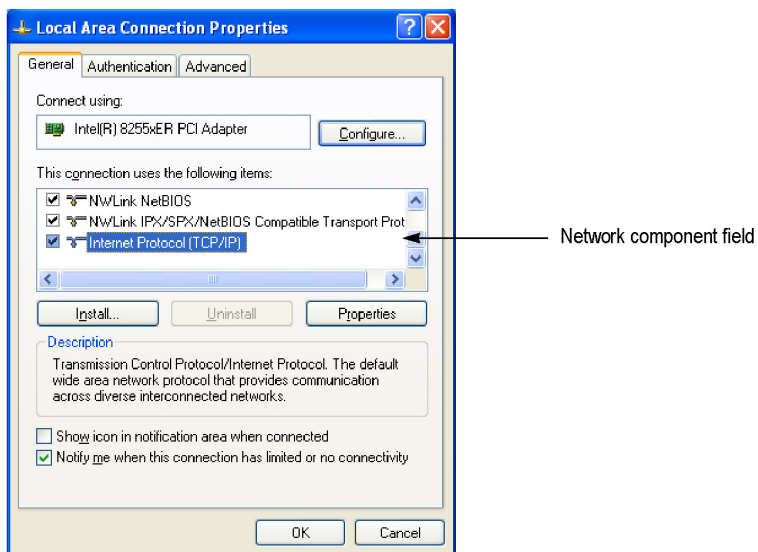 Local Area Connection Properties
General Authentication Advanced
Connect using:
Intel(R) 8255xER PCI Adapter
Configure...
This connection uses the following items:
NWLink NetBIOS
NWLink IPX/SPX/NetBIOS Compatible Transport Prot
Internet Protocol (TCP/IP)
Network component field
Install... Uninstall Properties
Description
Transmission Control Protocol/Internet Protocol. The default
wide area network protocol that provides communication
across diverse interconnected networks.
Show icon in notification area when connected
Notify me when this connection has limited or no connectivity
OK Cancel